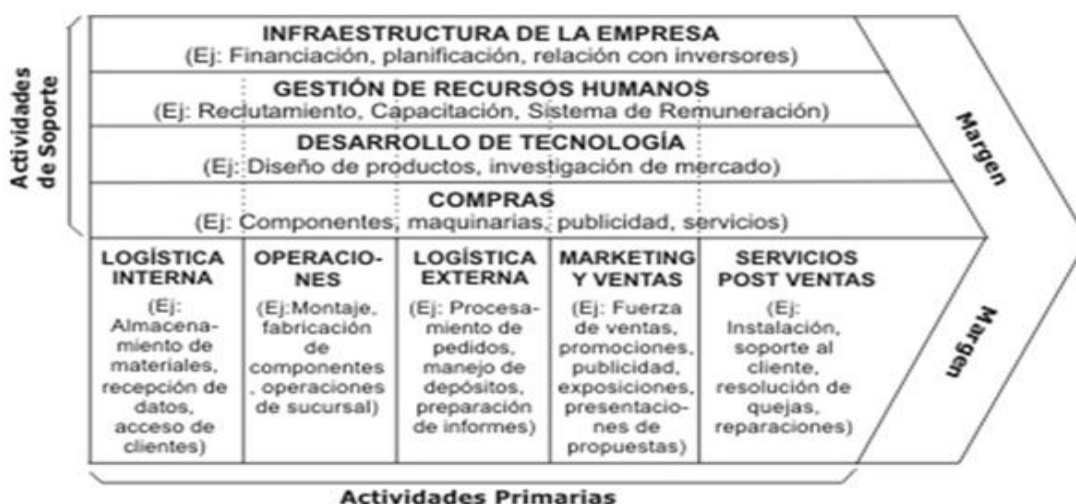 Actividades
de Soporte
INFRAESTRUCTURA DE LA EMPRESA
(Ej: Financiación, planificación, relación con inversores)
GESTIÓN DE RECURSOS HUMANOS
(Ej: Reclutamiento, Capacitación, Sistema de Remuneración)
DESARROLLO DE TECNOLOGÍA
(Ej: Diseño de productos, investigación de mercado)
COMPRAS
(Ej: Componentes, maquinarias, publicidad, servicios)
Margen
LOGÍSTICA
INTERNA
(Ej:
Almacena-
miento de
materiales,
recepción de
datos,
acceso de
clientes)
OPERACIO-
NES
(Ej:Montaje,
fabricación
de
componentes
, operaciones
de sucursal)
LOGÍSTICA
EXTERNA
(Ej: Procesa-
miento de
pedidos,
manejo de
depósitos,
preparación
de informes)
MARKETING
Y VENTAS
(Ej: Fuerza
de ventas,
promociones,
publicidad,
exposiciones,
presentacio-
nes de
propuestas)
SERVICIOS
POST VENTAS
(Ej:
Instalación,
soporte al
cliente,
resolución de
quejas,
reparaciones)
Margen
Actividades Primarias